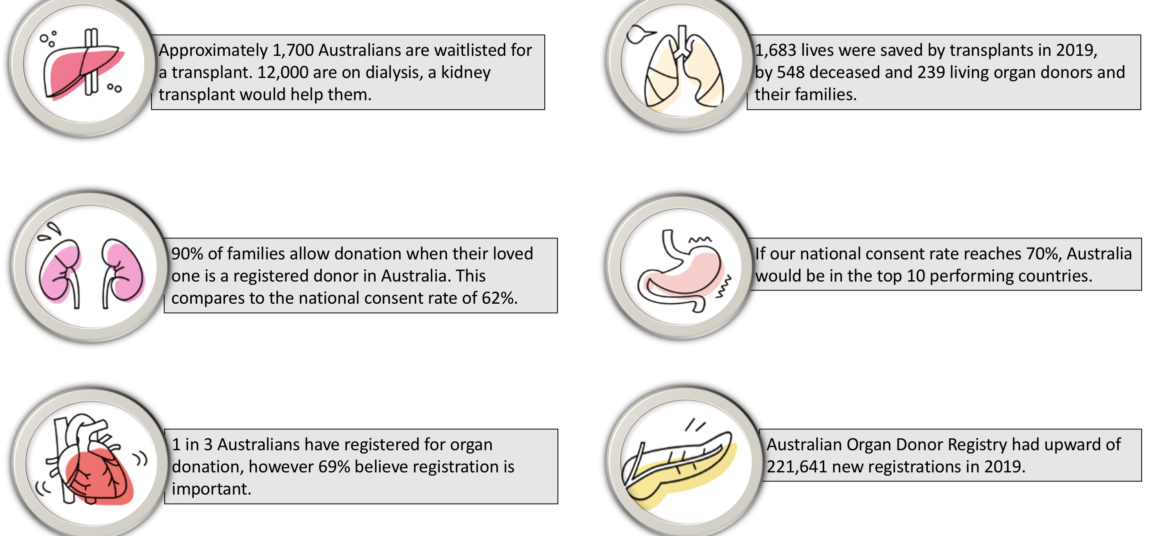 Approximately 1,700 Australians are waitlisted for
a transplant. 12,000 are on dialysis, a kidney
transplant would help them.
1,683 lives were saved by transplants in 2019,
by 548 deceased and 239 living organ donors and
their families.
90% of families allow donation when their loved
one is a registered donor in Australia. This
compares to the national consent rate of 62%.
If our national consent rate reaches 70%, Australia
would be in the top 10 performing countries.
1 in 3 Australians have registered for organ
donation, however 69% believe registration is
important.
Australian Organ Donor Registry had upward of
221,641 new registrations in 2019.